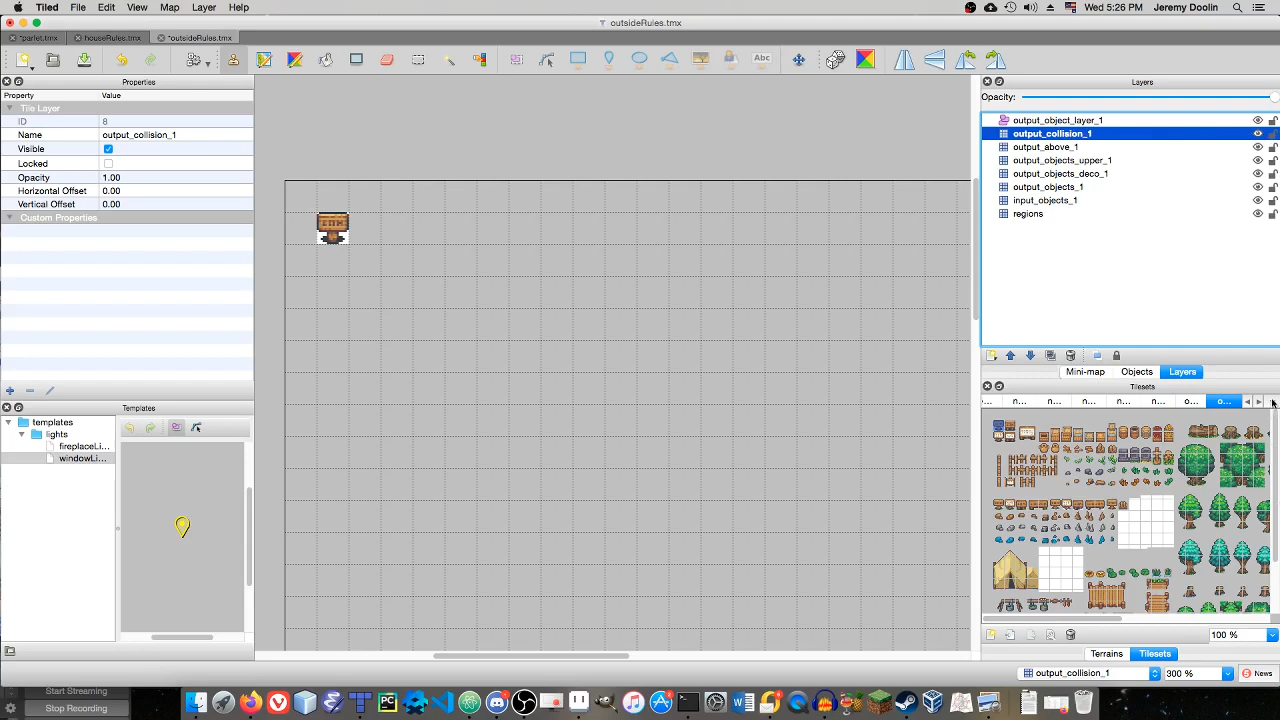 Tiled File Edit View Map Layer Help Wed 5:26 PM Jeremy Doolin
outsideRules.tmx
*parlet.tmx houseRules.tmx *outsideRules.tmx
Abc
Properties
Property Value
Tile Layer
ID 8
Name output_collision_1
Visible
Locked
Opacity 1.00
Horizontal Offset 0.00
Vertical Offset 0.00
Custom Properties
Templates
templates
lights
fireplaceLi...
windowLi...
Layers
Opacity:
output_object_layer_1
output_collision_1
output_above_1
output_objects_upper_1
output_objects_deco_1
output_objects_1
input_objects_1
regions
Mini-map Objects Layers
Tilesets
... n... n... n... n... n... o... o...
100 %
Terrains Tilesets
output_collision_1 300 % News
Start Streaming
Stop Recording